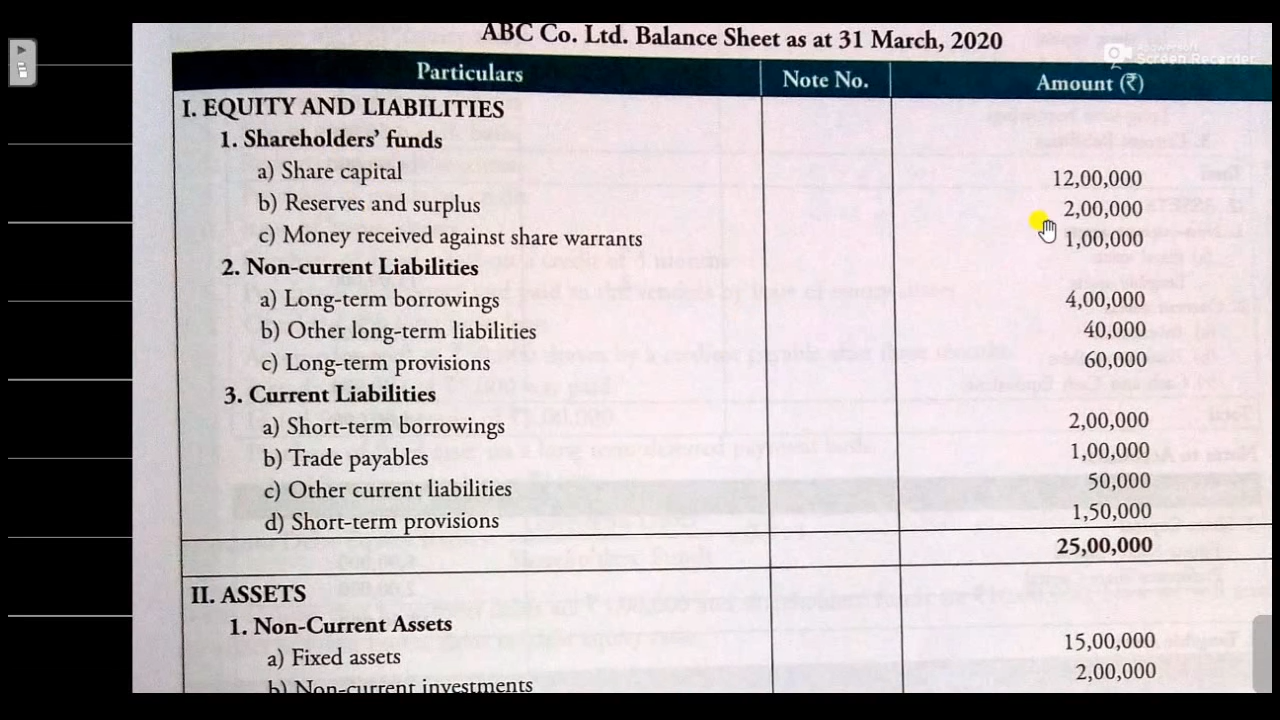 ABC Co. Ltd. Balance Sheet as at 31 March, 2020
Particulars Note No. Amount (₹)
I. EQUITY AND LIABILITIES
1. Shareholders' funds
a) Share capital 12,00,000
b) Reserves and surplus 2,00,000
c) Money received against share warrants 1,00,000
2. Non-current Liabilities
a) Long-term borrowings 4,00,000
b) Other long-term liabilities 40,000
c) Long-term provisions 60,000
3. Current Liabilities
a) Short-term borrowings 2,00,000
b) Trade payables 1,00,000
c) Other current liabilities 50,000
d) Short-term provisions 1,50,000
25,00,000
II. ASSETS
1. Non-Current Assets
a) Fixed assets 15,00,000
b) Non-current investments 2,00,000